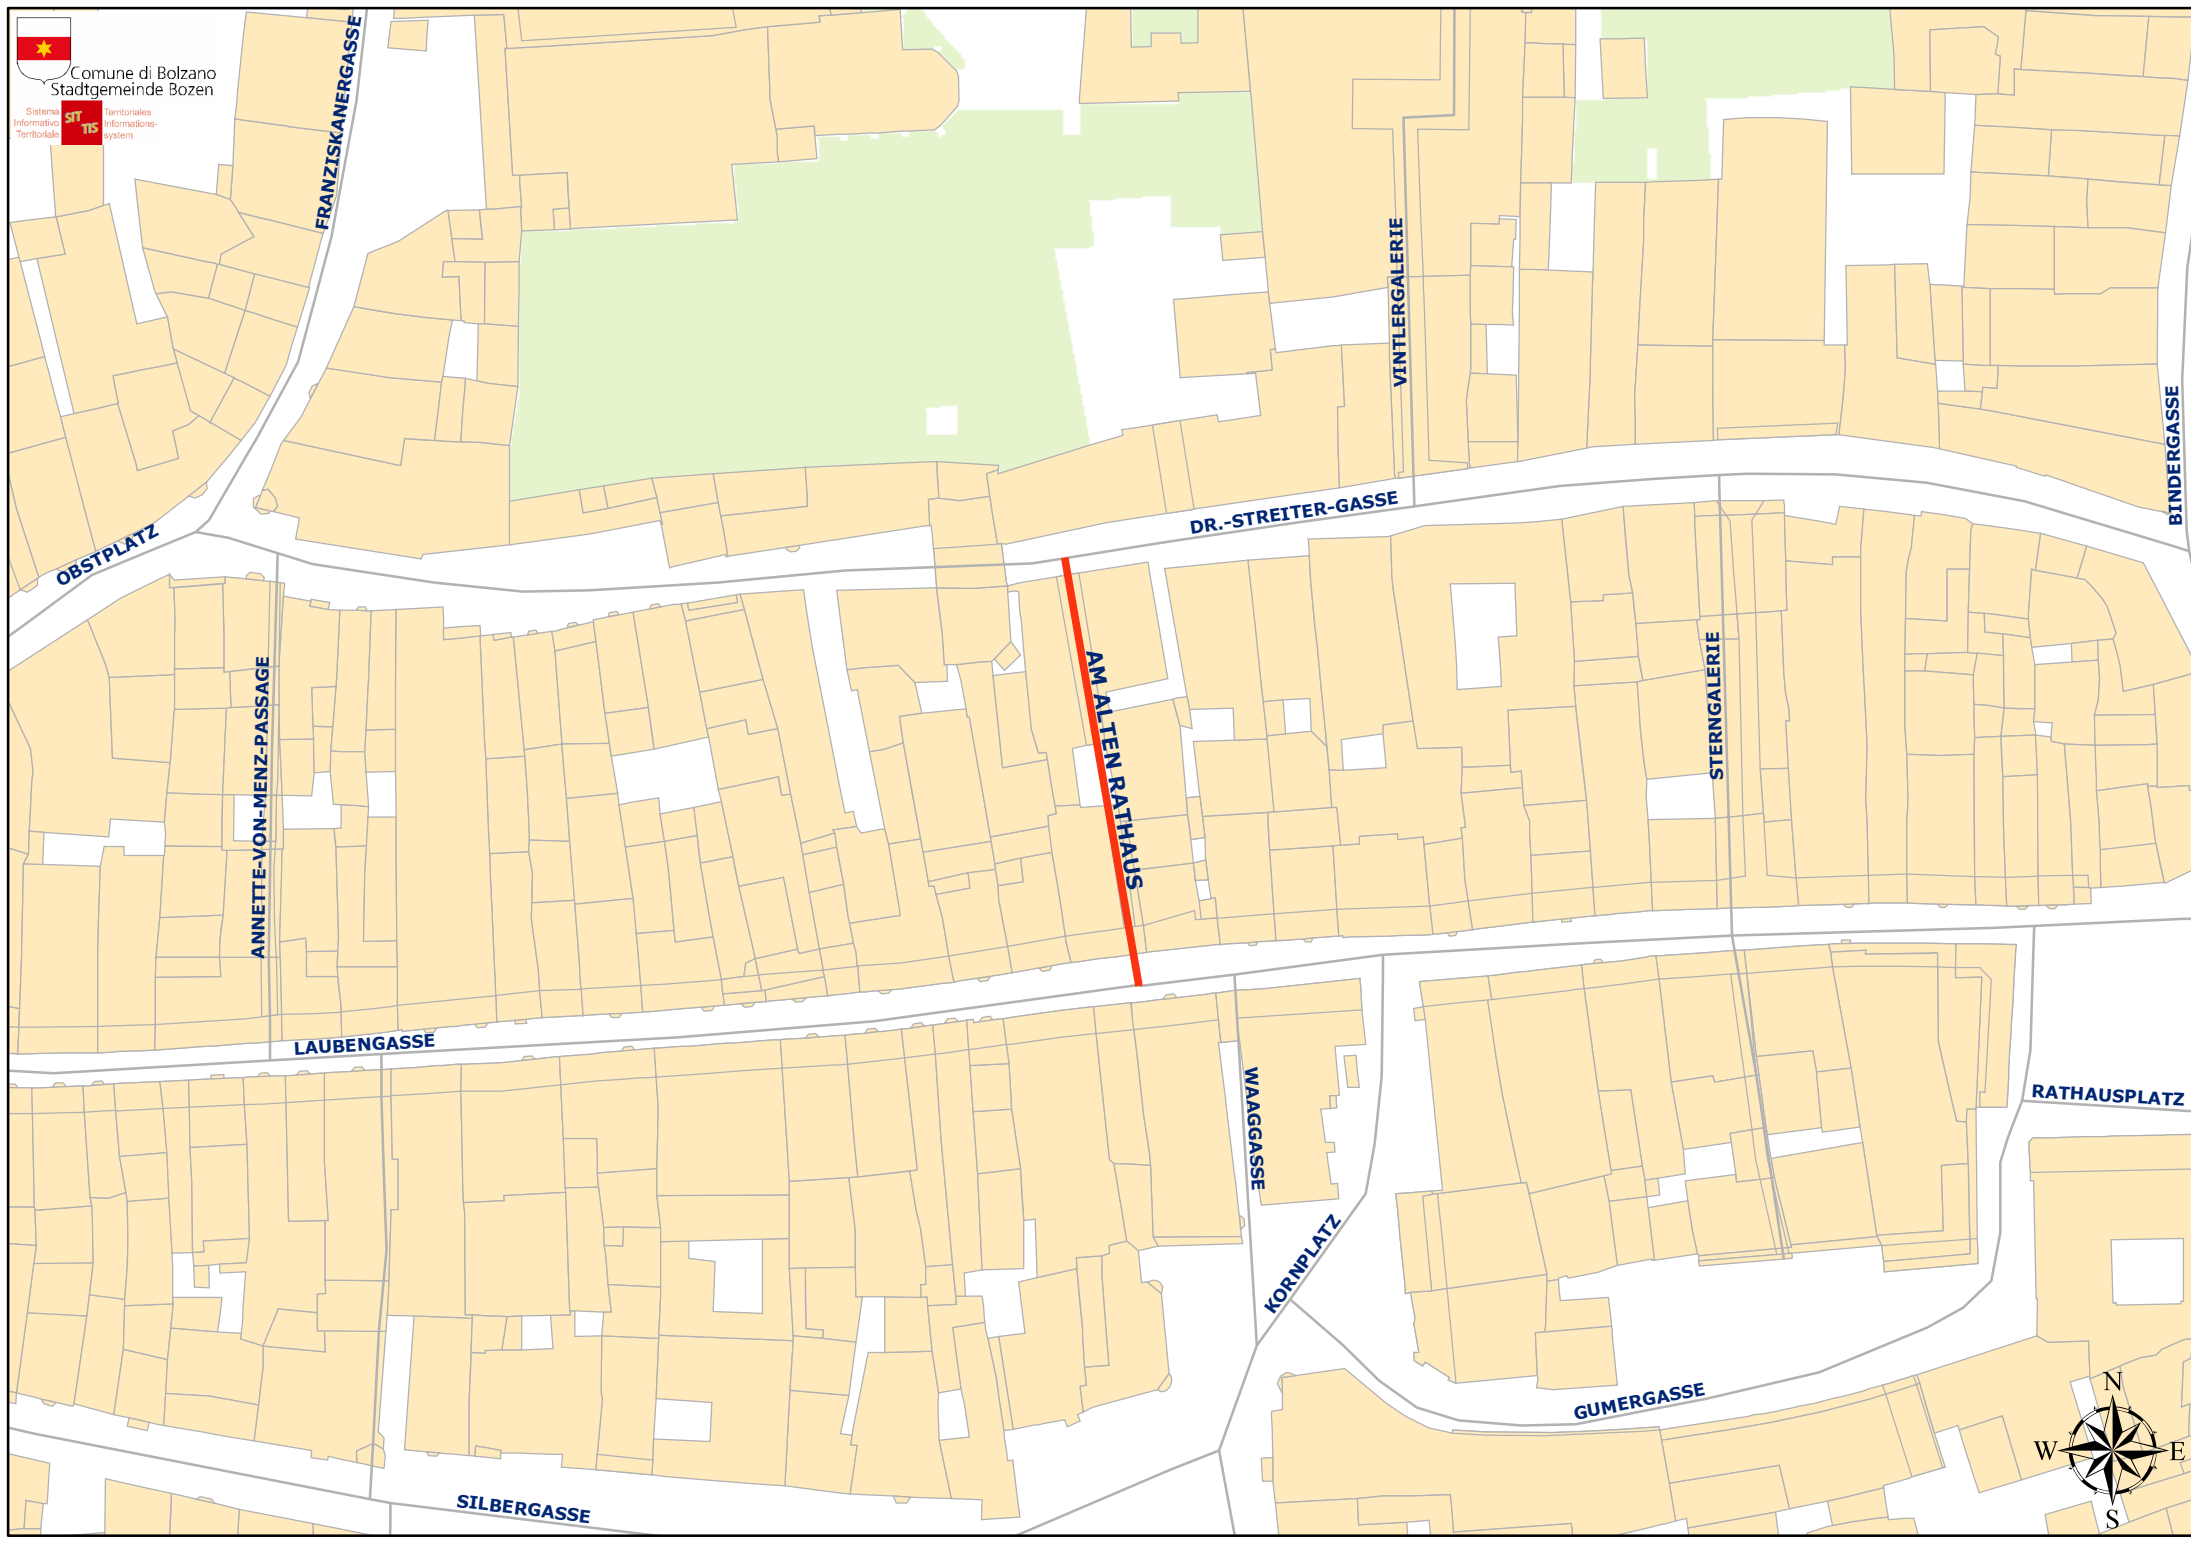 Comune di Bolzano
Stadtgemeinde Bozen
Sistema
Informativo
Territoriale
SIT
TIS
Territoriales
Informations-
system
FRANZISKANERGASSE
VINTLERGALERIE
BINDERGASSE
OBSTPLATZ
DR.-STREITER-GASSE
ANNETTE-VON-MENZ-PASSAGE
AM ALTEN RATHAUS
STERNGALERIE
LAUBENGASSE
WAAGGASSE
RATHAUSPLATZ
KORNPLATZ
GUMERGASSE
SILBERGASSE
N
W
E
S